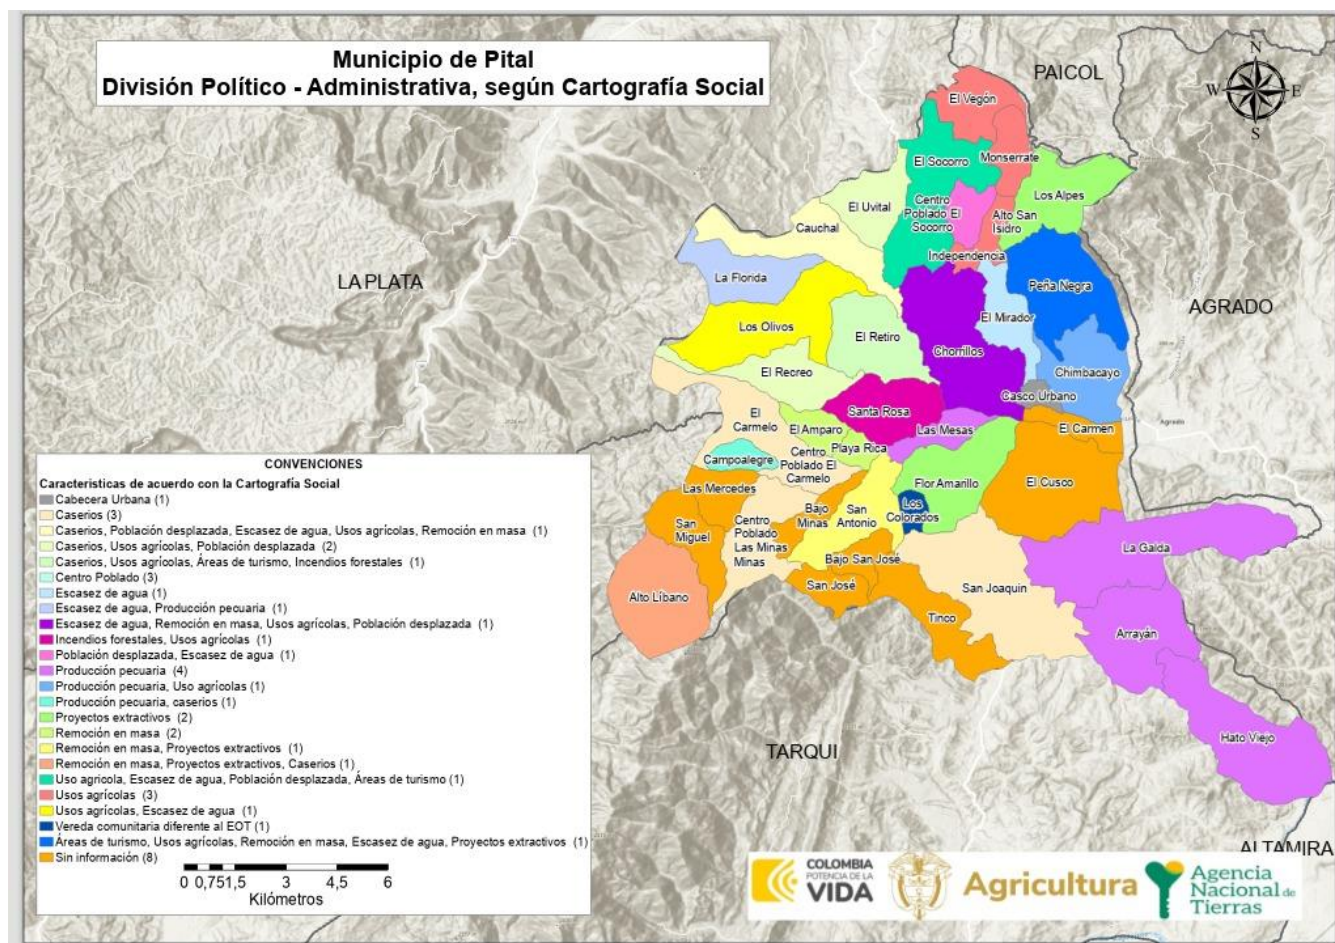 Municipio de Pital
División Político - Administrativa, según Cartografía Social
PAICOL
N
W
E
S
El Vegón
El Socorro
Monserrate
Los Alpes
El Uvital
Centro
Poblado El
Socorro
Alto San
Isidro
Cauchal
Independencia
LA PLATA
La Florida
Peña Negra
AGRADO
El Mirador
Los Olivos
El Retiro
Chorrillos
El Recreo
Chimbacayo
Casco Urbano
Santa Rosa
El
Carmelo
El Amparo
Las Mesas
El Carmen
Agrado
Playa Rica
Campoalegre
Centro
Poblado El
Carmelo
Las Mercedes
Flor Amarillo
El Cusco
Bajo
Minas
San
Antonio
Los
Colorados
San
Miguel
Centro
Poblado
Las Minas
Minas
La Galda
Bajo San José
San José
San Joaquin
Alto Líbano
Tinco
Arrayán
Hato Viejo
TARQUI
ALTAMIRA
CONVENCIONES
Caracteristicas de acuerdo con la Cartografía Social
Cabecera Urbana (1)
Caserios (3)
Caserios, Población desplazada, Escasez de agua, Usos agrícolas, Remoción en masa (1)
Caserios, Usos agrícolas, Población desplazada (2)
Caserios, Usos agrícolas, Áreas de turismo, Incendios forestales (1)
Centro Poblado (3)
Escasez de agua (1)
Escasez de agua, Producción pecuaria (1)
Escasez de agua, Remoción en masa, Usos agrícolas, Población desplazada (1)
Incendios forestales, Usos agrícolas (1)
Población desplazada, Escasez de agua (1)
Producción pecuaria (4)
Producción pecuaria, Uso agrícolas (1)
Producción pecuaria, caserios (1)
Proyectos extractivos (2)
Remoción en masa (2)
Remoción en masa, Proyectos extractivos (1)
Remoción en masa, Proyectos extractivos, Caserios (1)
Uso agricola, Escasez de agua, Población desplazada, Áreas de turismo (1)
Usos agrícolas (3)
Usos agrícolas, Escasez de agua (1)
Vereda comunitaria diferente al EOT (1)
Áreas de turismo, Usos agrícolas, Remoción en masa, Escasez de agua, Proyectos extractivos (1)
Sin información (8)
0 0,75 1,5 3 4,5 6
Kilómetros
COLOMBIA
POTENCIA DE LA
VIDA
Agricultura
Agencia
Nacional de
Tierras